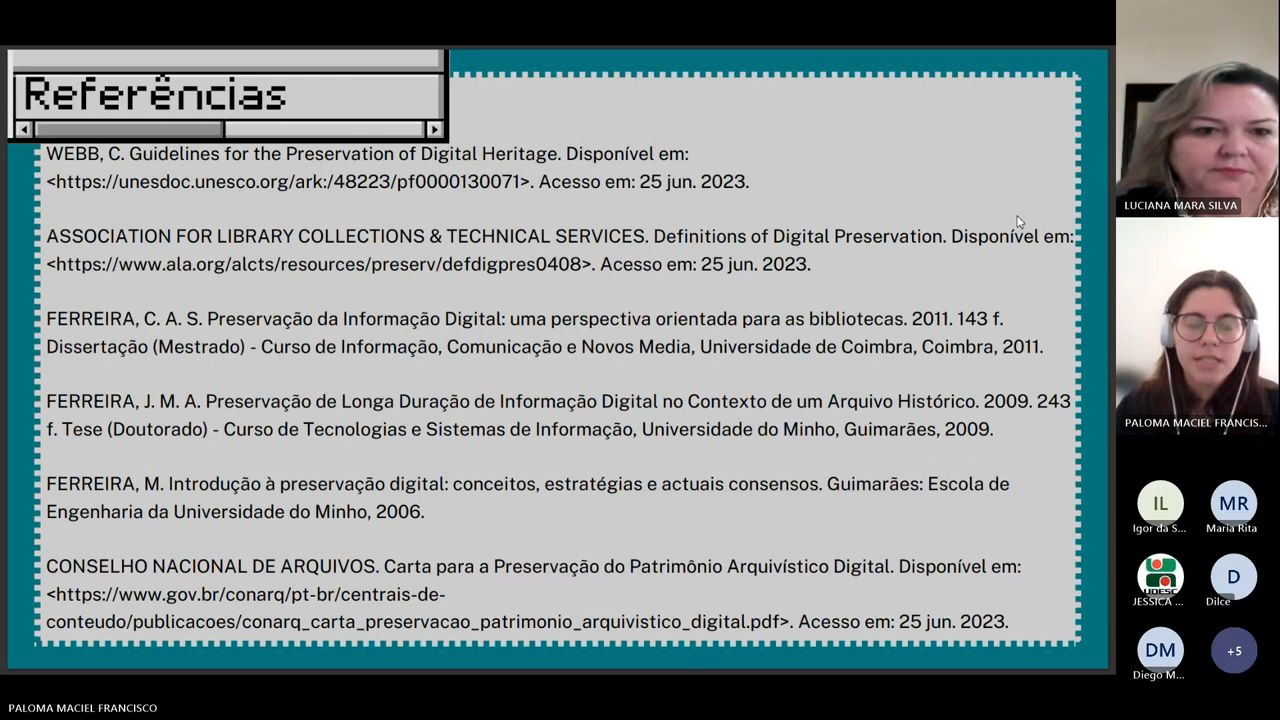 Referências
WEBB, C. Guidelines for the Preservation of Digital Heritage. Disponível em:
<https://unesdoc.unesco.org/ark:/48223/pf0000130071>. Acesso em: 25 jun. 2023.
ASSOCIATION FOR LIBRARY COLLECTIONS & TECHNICAL SERVICES. Definitions of Digital Preservation. Disponível em:
<https://www.ala.org/alcts/resources/preserv/defdigpres0408>. Acesso em: 25 jun. 2023.
FERREIRA, C. A. S. Preservação da Informação Digital: uma perspectiva orientada para as bibliotecas. 2011. 143 f.
Dissertação (Mestrado) - Curso de Informação, Comunicação e Novos Media, Universidade de Coimbra, Coimbra, 2011.
FERREIRA, J. M. A. Preservação de Longa Duração de Informação Digital no Contexto de um Arquivo Histórico. 2009. 243
f. Tese (Doutorado) - Curso de Tecnologias e Sistemas de Informação, Universidade do Minho, Guimarães, 2009.
FERREIRA, M. Introdução à preservação digital: conceitos, estratégias e actuais consensos. Guimarães: Escola de
Engenharia da Universidade do Minho, 2006.
CONSELHO NACIONAL DE ARQUIVOS. Carta para a Preservação do Patrimônio Arquivístico Digital. Disponível em:
<https://www.gov.br/conarq/pt-br/centrais-de-
conteudo/publicacoes/conarq_carta_preservacao_patrimonio_arquivistico_digital.pdf>. Acesso em: 25 jun. 2023.
LUCIANA MARA SILVA
PALOMA MACIEL FRANCIS...
IL
Igor da S...
MR
Maria Rita
UDESC
JESSICA ...
D
Dilce
DM
Diego M...
+5
PALOMA MACIEL FRANCISCO